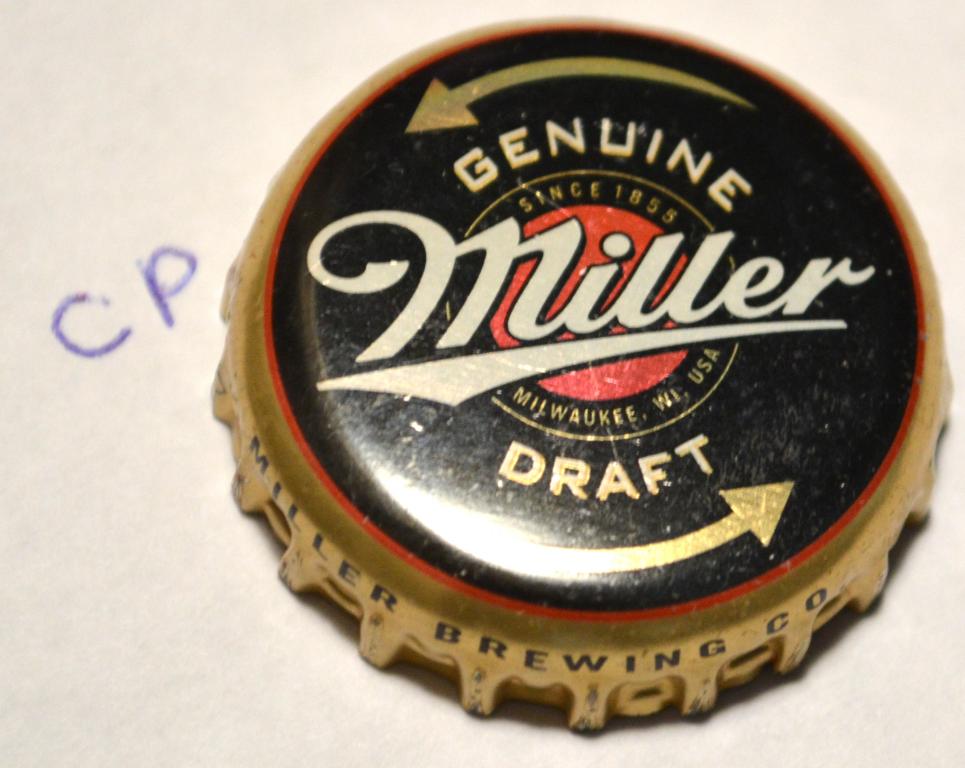 GENUINE
SINCE 1855
Miller
MILWAUKEE, WI USA
DRAFT
MILLER BREWING CO
CP